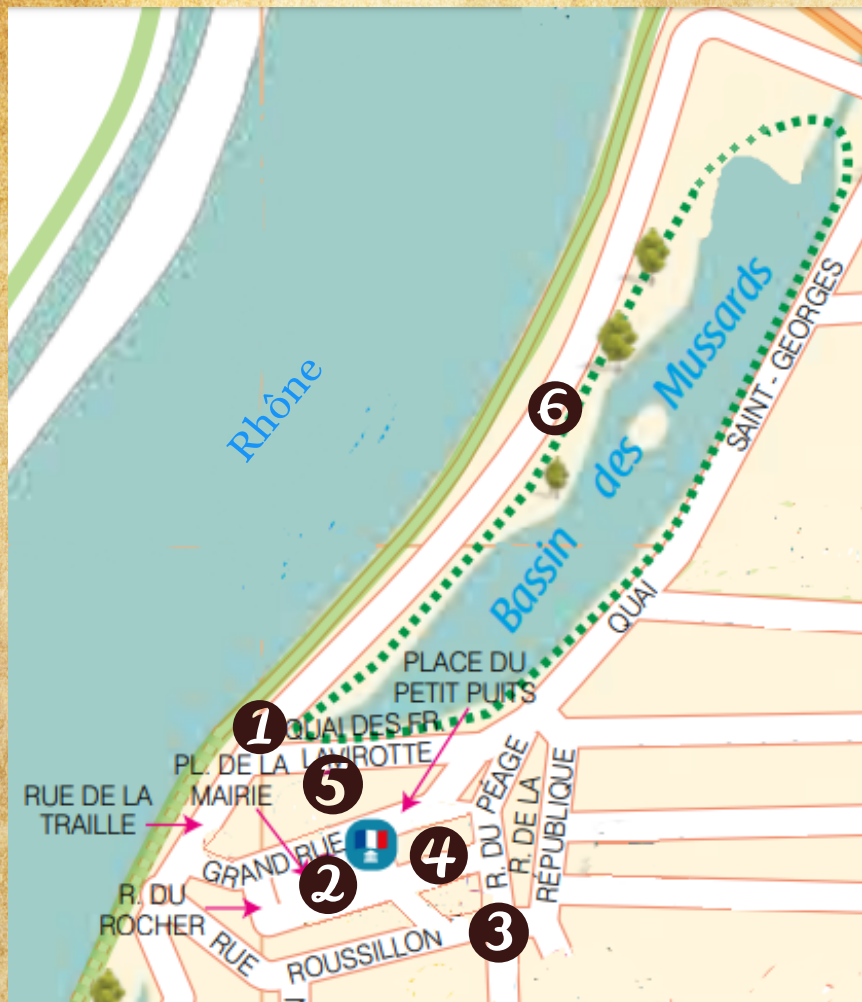 Rhône
Bassin des Mussards
SAINT - GEORGES
QUAI
6
PLACE DU
PETIT PUITS
1
QUAI DES FR
LAVIROTTE
PL. DE LA
MAIRIE
5
RUE DE LA
TRAILLE
GRAND RUE
4
2
R. DU PÉAGE
R. DE LA
RÉPUBLIQUE
R. DU
ROCHER
3
RUE
ROUSSILLON